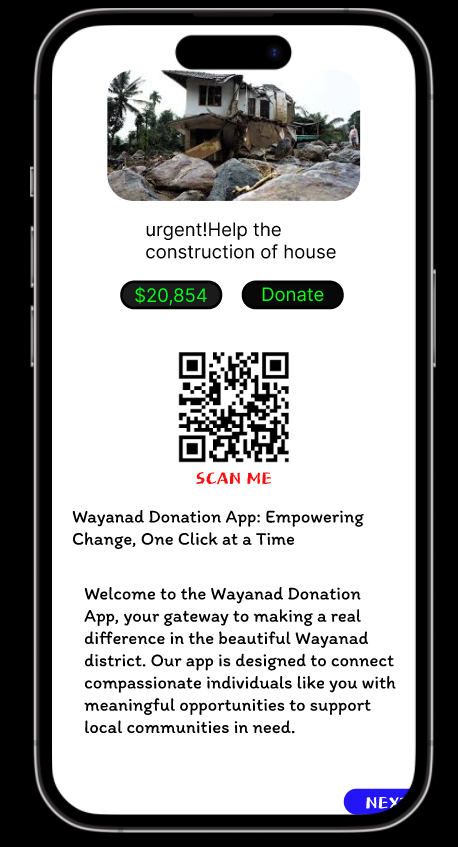 urgent!Help the
construction of house
$20,854
Donate
SCAN ME
Wayanad Donation App: Empowering
Change, One Click at a Time
Welcome to the Wayanad Donation
App, your gateway to making a real
difference in the beautiful Wayanad
district. Our app is designed to connect
compassionate individuals like you with
meaningful opportunities to support
local communities in need.